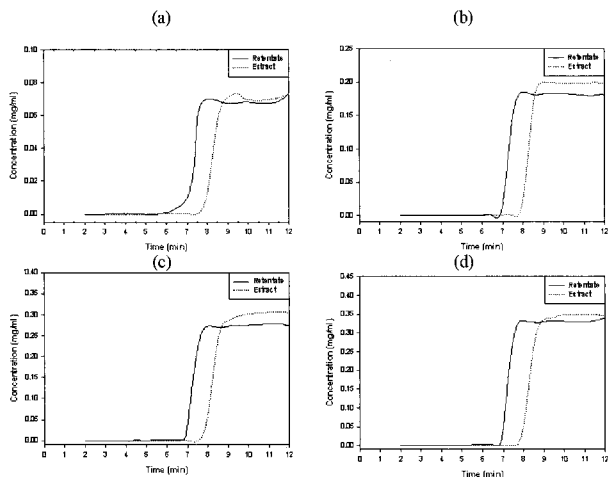 (a)
(b)
0.10
0.08
0.06
0.04
0.02
0.00
Concentration (mg/ml)
Retentate
Extract
0 1 2 3 4 5 6 7 8 9 10 11 12
Time (min)
0.25
0.20
0.15
0.10
0.05
0.00
Concentration (mg/ml)
Retentate
Extract
0 1 2 3 4 5 6 7 8 9 10 11 12
Time (min)
(c)
(d)
0.40
0.35
0.30
0.25
0.20
0.15
0.10
0.05
0.00
Concentration (mg/ml)
Retentate
Extract
0 1 2 3 4 5 6 7 8 9 10 11 12
Time (min)
0.45
0.40
0.35
0.30
0.25
0.20
0.15
0.10
0.05
0.00
Concentration (mg/ml)
Retentate
Extract
0 1 2 3 4 5 6 7 8 9 10 11 12
Time (min)